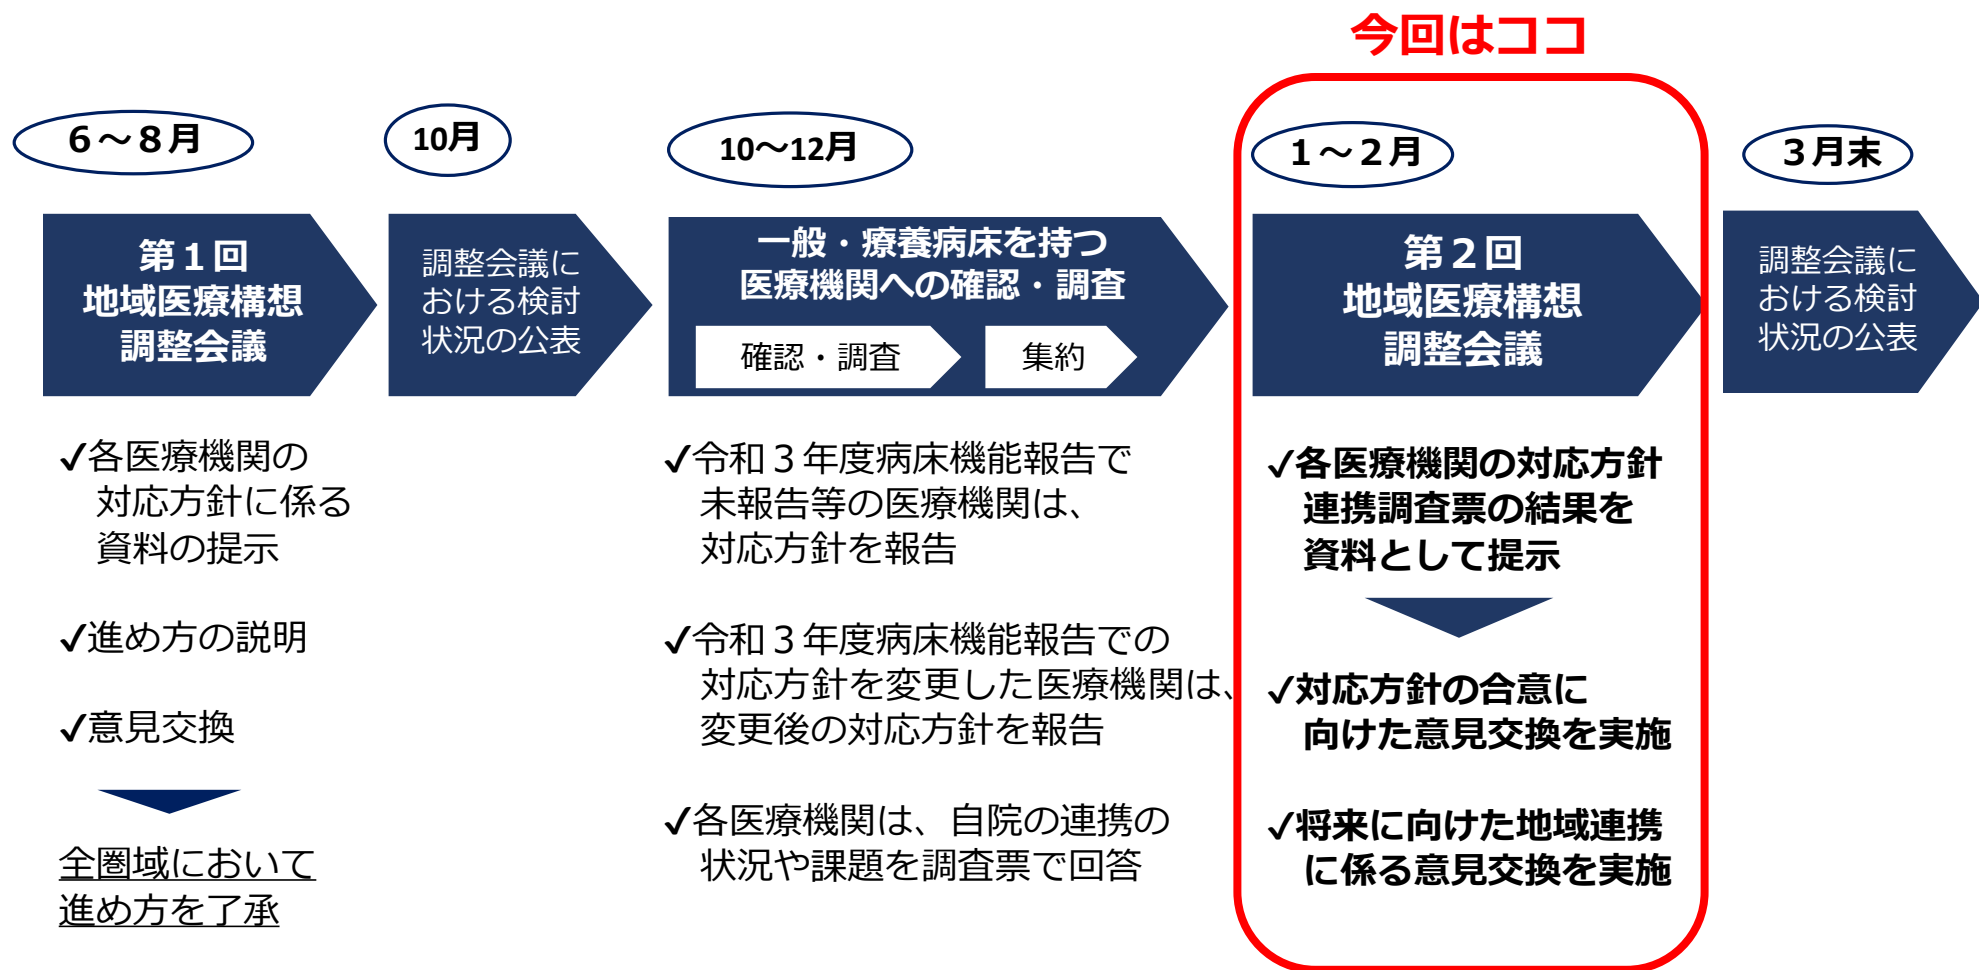 今回はココ
６～８月
第１回
地域医療構想
調整会議
✓各医療機関の
対応方針に係る
資料の提示
✓進め方の説明
✓意見交換
全圏域において
進め方を了承
10月
調整会議に
おける検討
状況の公表
10～12月
一般・療養病床を持つ
医療機関への確認・調査
確認・調査
集約
✓令和３年度病床機能報告で
未報告等の医療機関は、
対応方針を報告
✓令和３年度病床機能報告での
対応方針を変更した医療機関は、
変更後の対応方針を報告
✓各医療機関は、自院の連携の
状況や課題を調査票で回答
１～２月
第２回
地域医療構想
調整会議
✓各医療機関の対応方針
連携調査票の結果を
資料として提示
✓対応方針の合意に
向けた意見交換を実施
✓将来に向けた地域連携
に係る意見交換を実施
３月末
調整会議に
おける検討
状況の公表